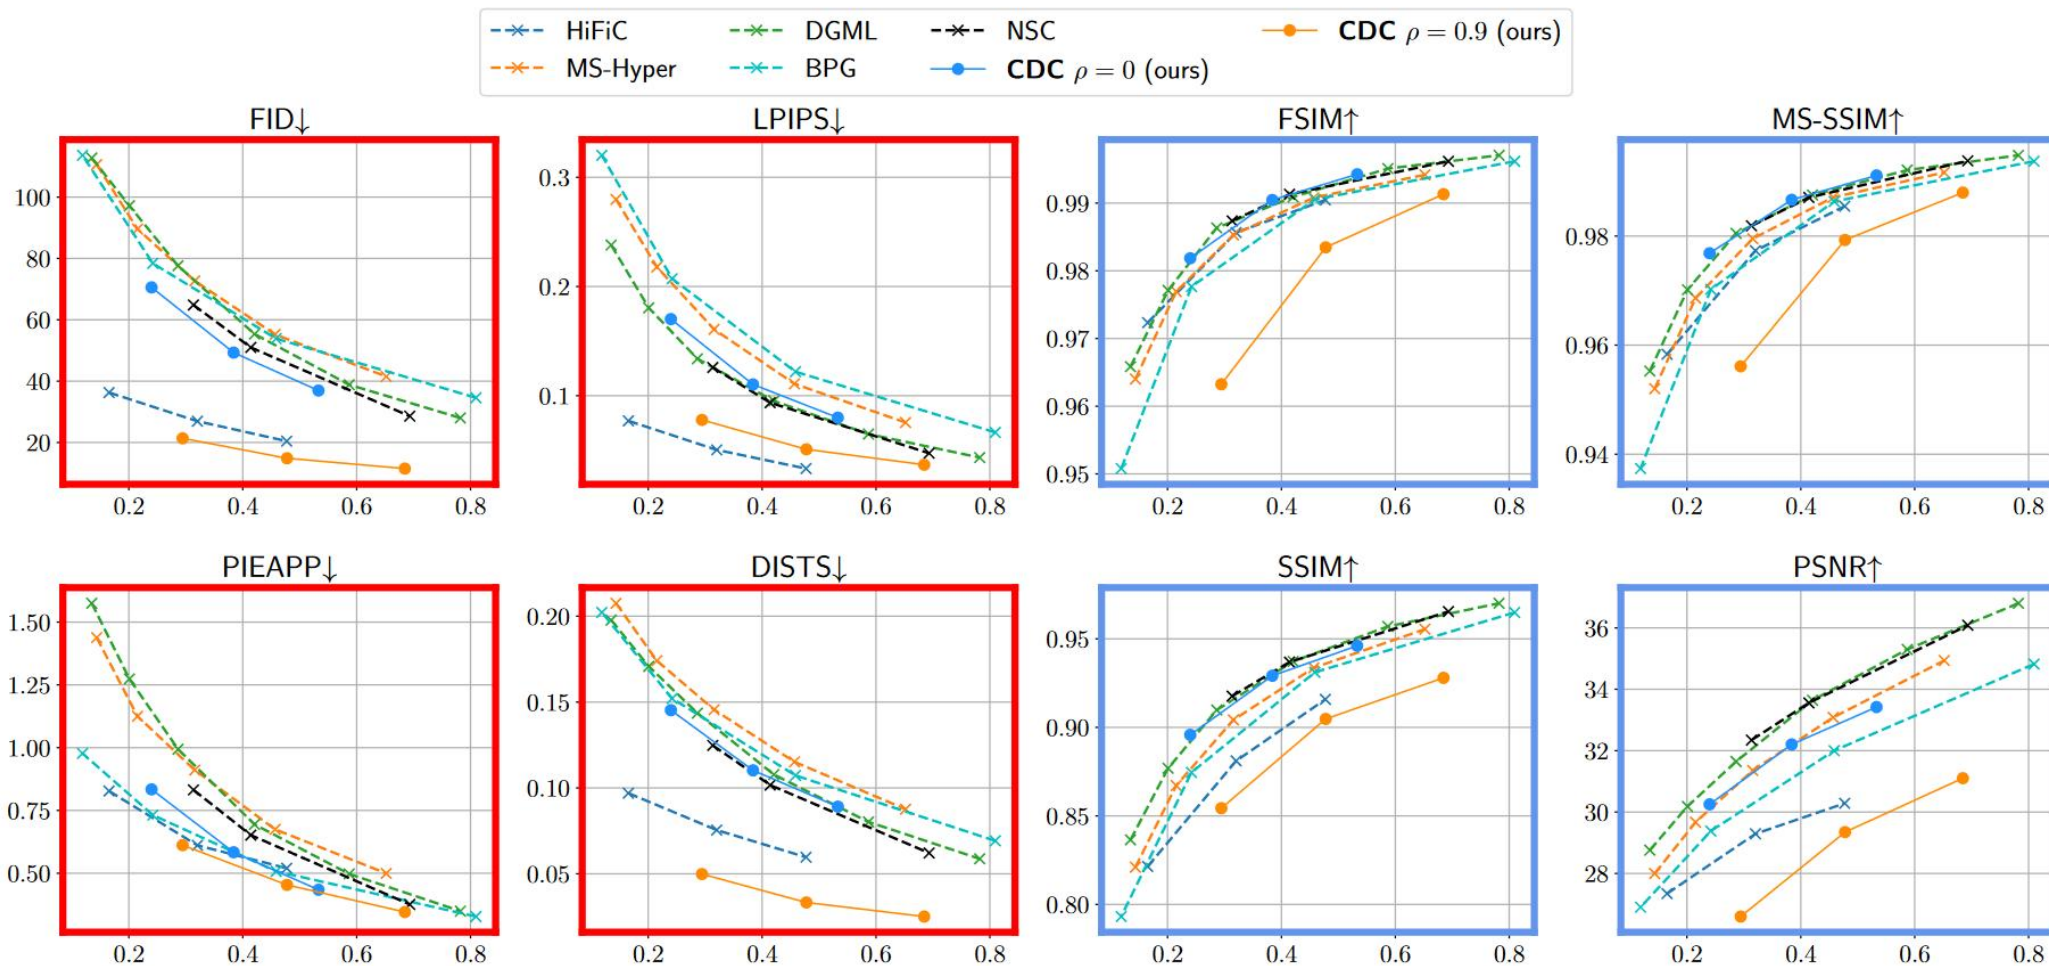 HiFiC DGML NSC CDC ρ = 0.9 (ours)
MS-Hyper BPG CDC ρ = 0 (ours)
FID↓ LPIPS↓ FSIM↑ MS-SSIM↑
100
80
60
40
20
0.2 0.4 0.6 0.8
0.3
0.2
0.1
0.2 0.4 0.6 0.8
0.99
0.98
0.97
0.96
0.95
0.2 0.4 0.6 0.8
0.98
0.96
0.94
0.2 0.4 0.6 0.8
PIEAPP↓ DISTS↓ SSIM↑ PSNR↑
1.50
1.25
1.00
0.75
0.50
0.2 0.4 0.6 0.8
0.20
0.15
0.10
0.05
0.2 0.4 0.6 0.8
0.95
0.90
0.85
0.80
0.2 0.4 0.6 0.8
36
34
32
30
28
0.2 0.4 0.6 0.8